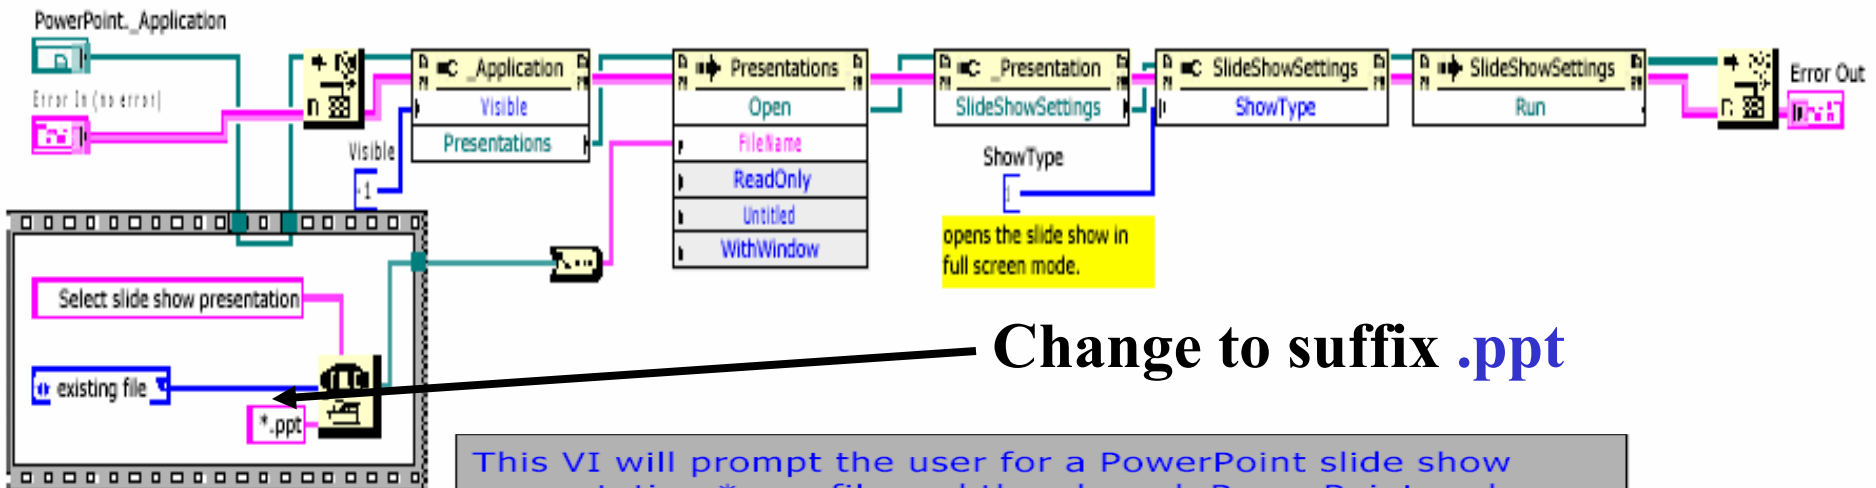 PowerPoint._Application
Error In (no error)
_Application
Visible
Presentations
Visible
-1
Presentations
Open
FileName
ReadOnly
Untitled
WithWindow
_Presentation
SlideShowSettings
SlideShowSettings
ShowType
ShowType
1
SlideShowSettings
Run
Error Out
opens the slide show in
full screen mode.
Select slide show presentation
existing file
*.ppt
Change to suffix .ppt
This VI will prompt the user for a PowerPoint slide show